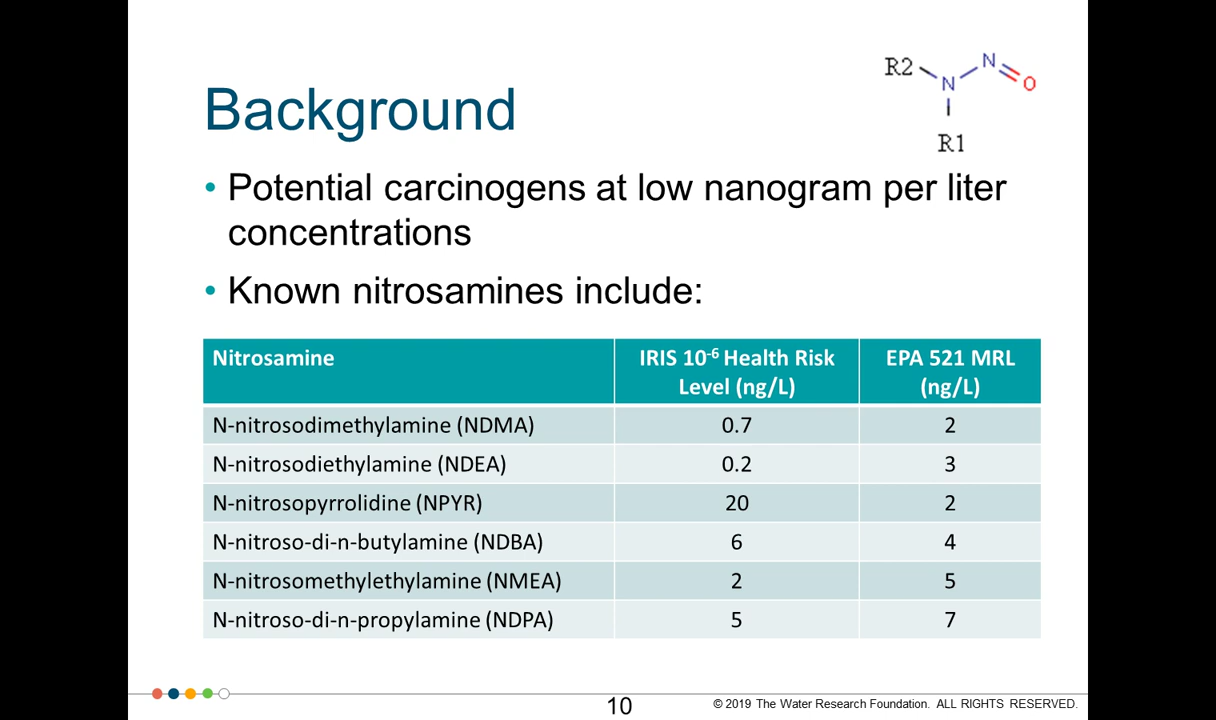 R2
N
N
O
R1
Background
• Potential carcinogens at low nanogram per liter
concentrations
• Known nitrosamines include:
Nitrosamine IRIS 10⁻⁶ Health Risk Level (ng/L) EPA 521 MRL (ng/L)
N-nitrosodimethylamine (NDMA) 0.7 2
N-nitrosodiethylamine (NDEA) 0.2 3
N-nitrosopyrrolidine (NPYR) 20 2
N-nitroso-di-n-butylamine (NDBA) 6 4
N-nitrosomethylethylamine (NMEA) 2 5
N-nitroso-di-n-propylamine (NDPA) 5 7
10
© 2019 The Water Research Foundation. ALL RIGHTS RESERVED.